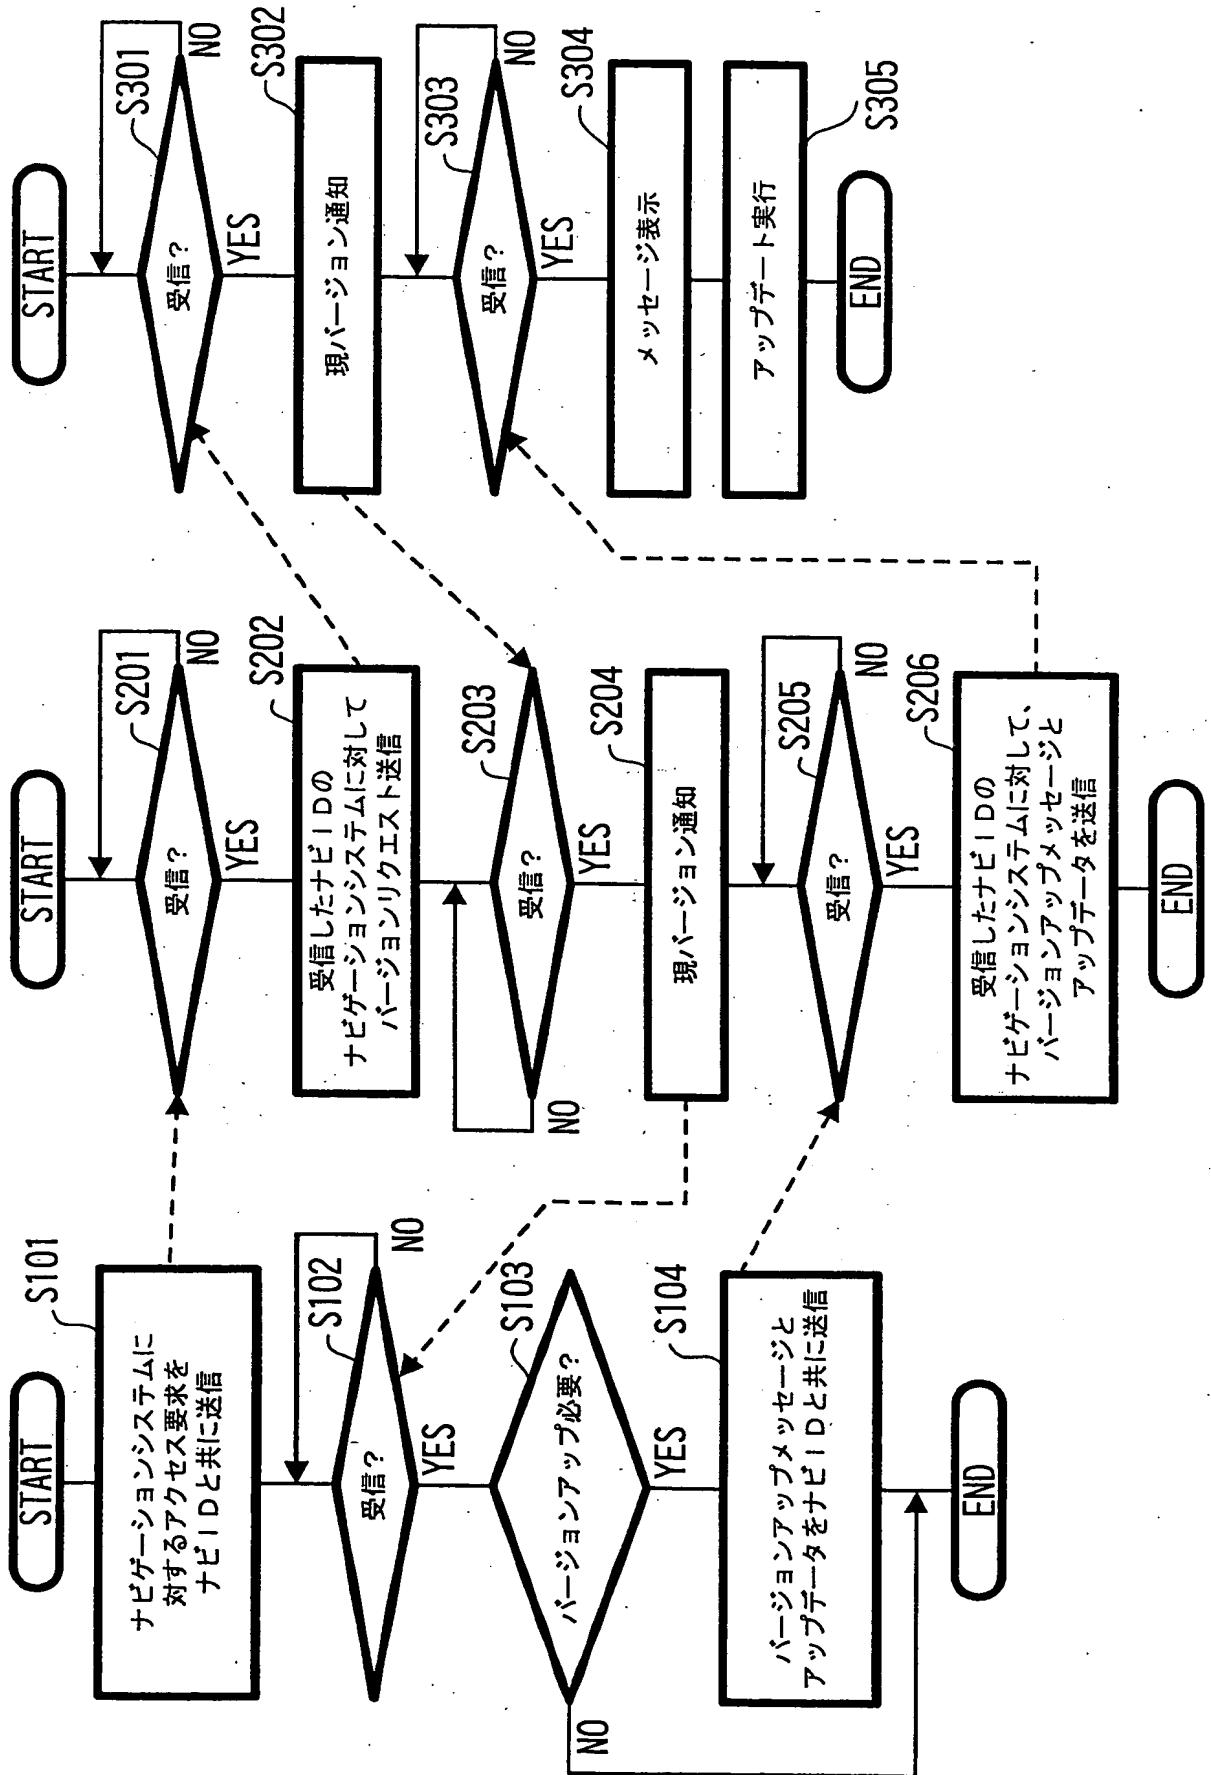 START
S101
ナビゲーションシステムに
対するアクセス要求を
ナビIDと共に送信
S102
受信?
NO
YES
S103
バージョンアップ必要?
NO
YES
S104
バージョンアップメッセージと
アップデータをナビIDと共に送信
END
START
S201
受信?
NO
YES
S202
受信したナビIDの
ナビゲーションシステムに対して
バージョンリクエスト送信
S203
受信?
NO
YES
S204
現バージョン通知
S205
受信?
NO
YES
S206
受信したナビIDの
ナビゲーションシステムに対して、
バージョンアップメッセージと
アップデータを送信
END
START
S301
受信?
NO
YES
S302
現バージョン通知
S303
受信?
NO
YES
S304
メッセージ表示
アップデート実行
S305
END